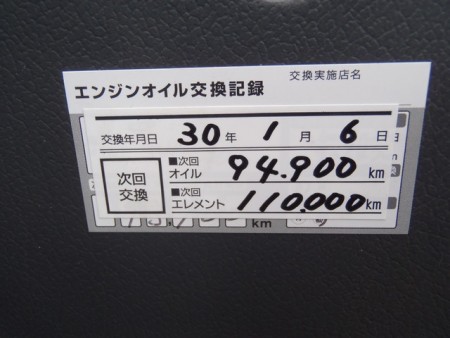 交換実施店名
エンジンオイル交換記録
交換年月日 30年 1月 6日
次回
交換
■次回
オイル 94.900 km
■次回
エレメント 110.000 km
km